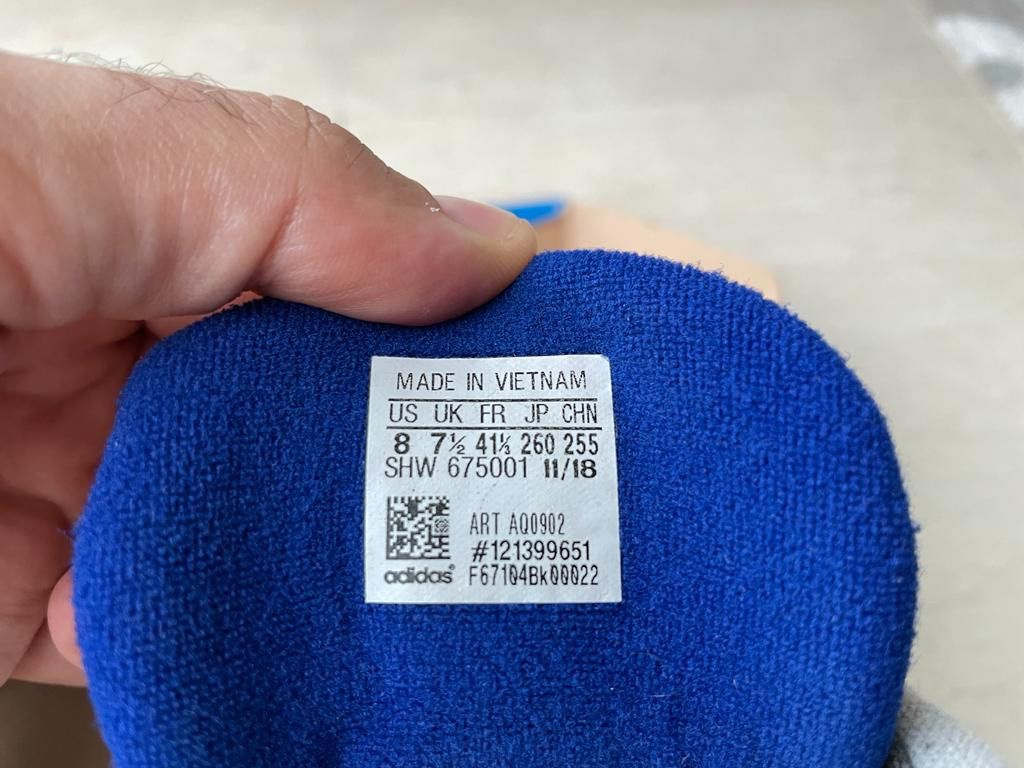 MADE IN VIETNAM
US UK FR JP CHN
8 7½ 41⅓ 260 255
SHW 675001 11/18
ART AQ0902
#121399651
adidas® F67104Bk00022